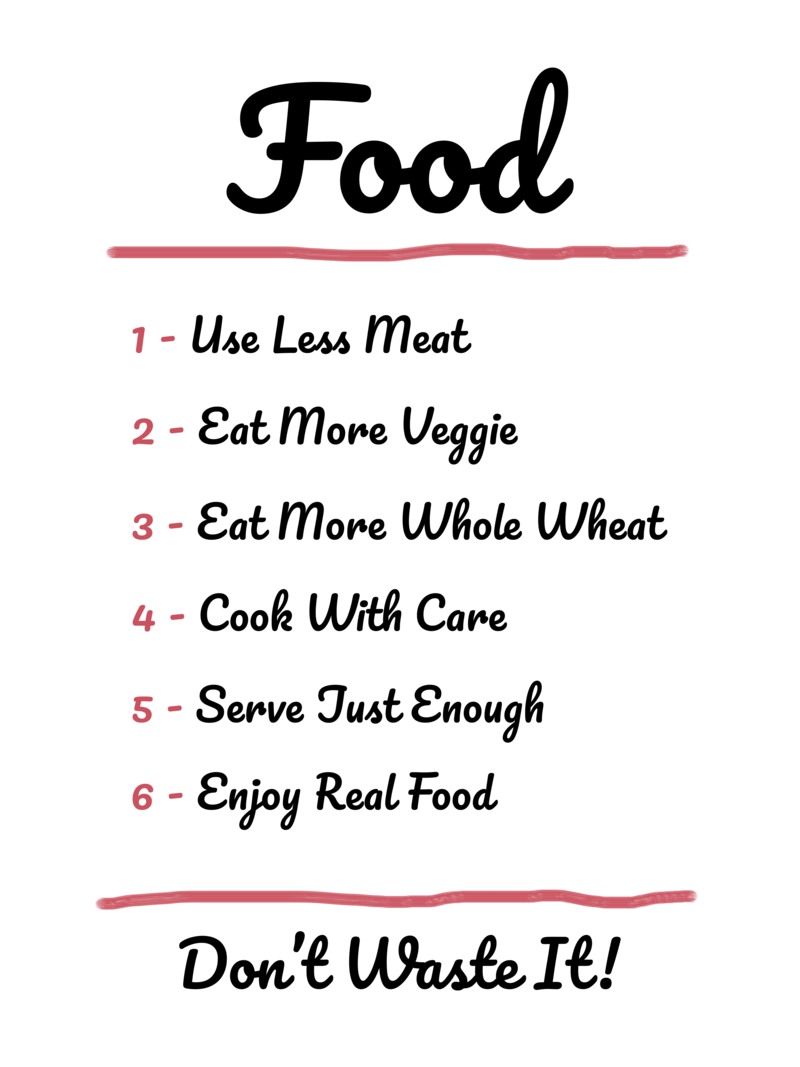 Food
1 - Use Less Meat
2 - Eat More Veggie
3 - Eat More Whole Wheat
4 - Cook With Care
5 - Serve Just Enough
6 - Enjoy Real Food
Don't Waste It!